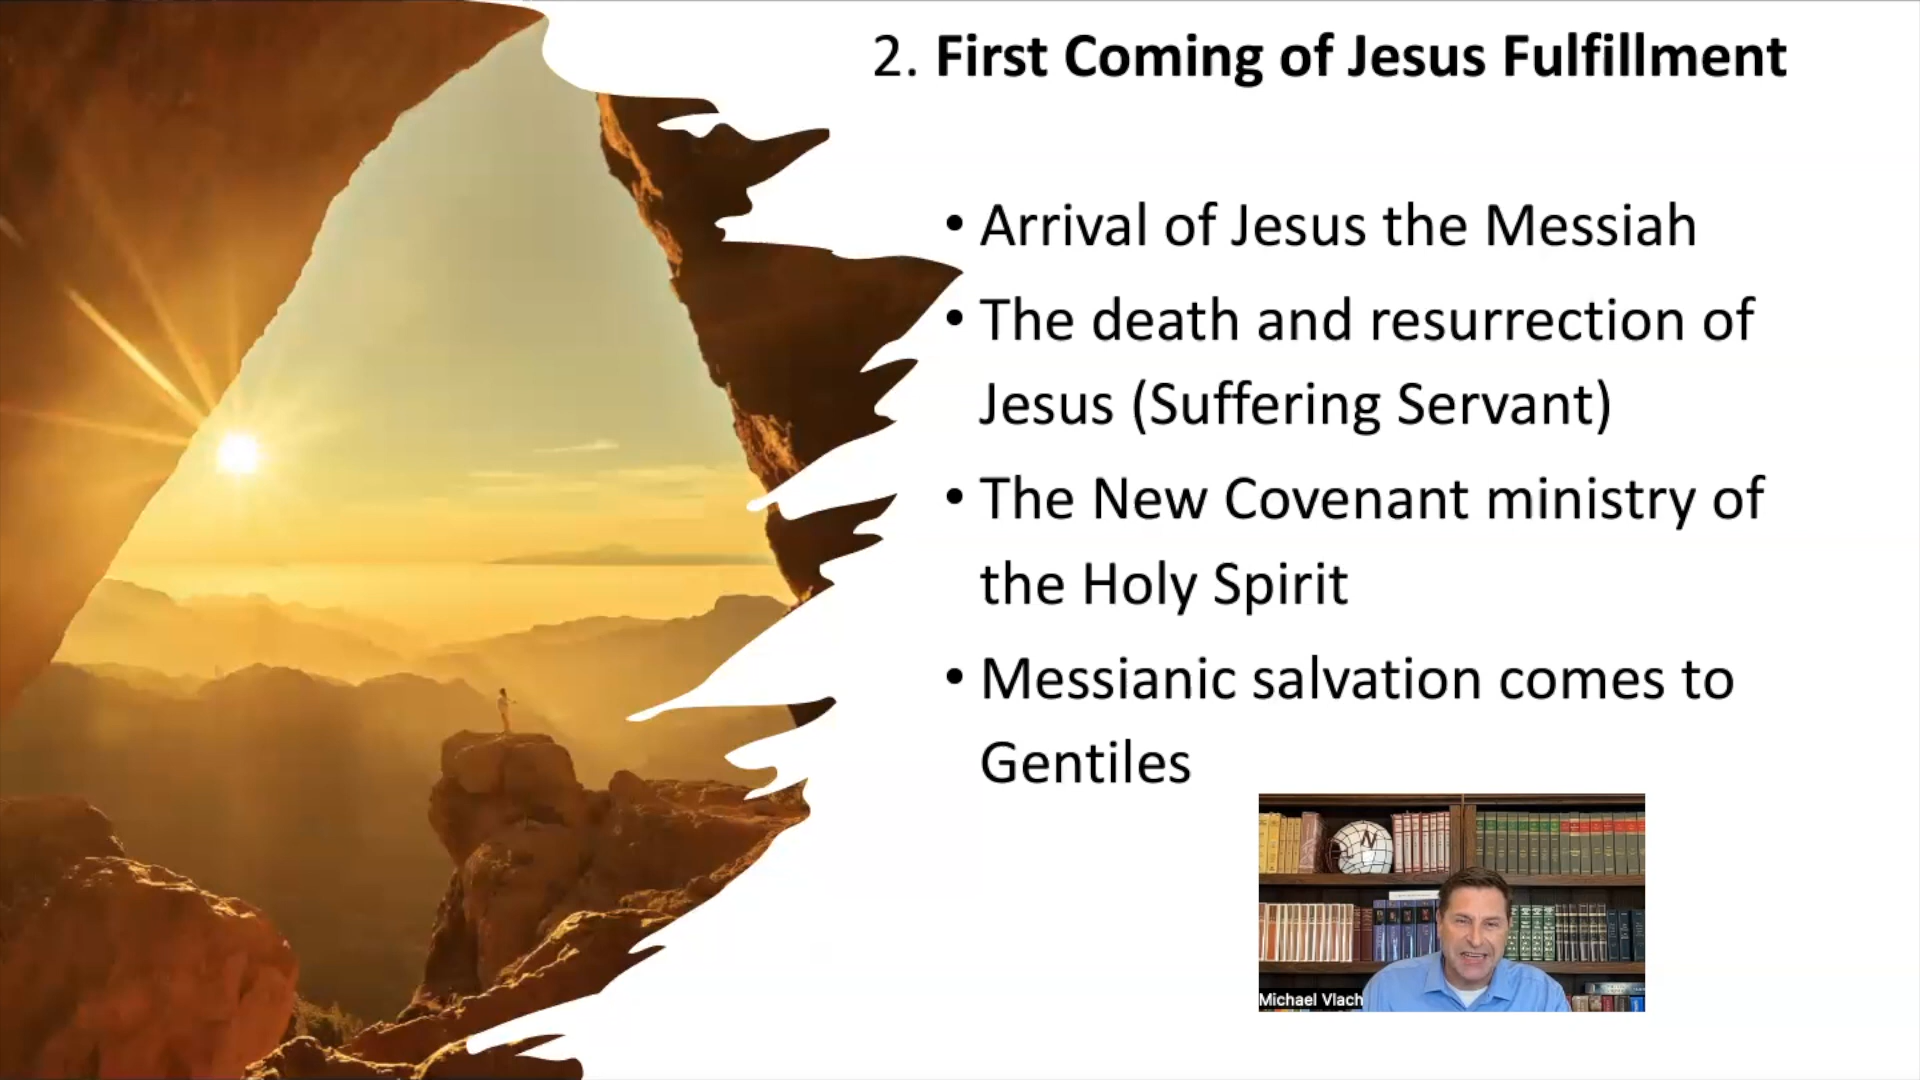 2. First Coming of Jesus Fulfillment
• Arrival of Jesus the Messiah
• The death and resurrection of
Jesus (Suffering Servant)
• The New Covenant ministry of
the Holy Spirit
• Messianic salvation comes to
Gentiles
N
Michael Vlach